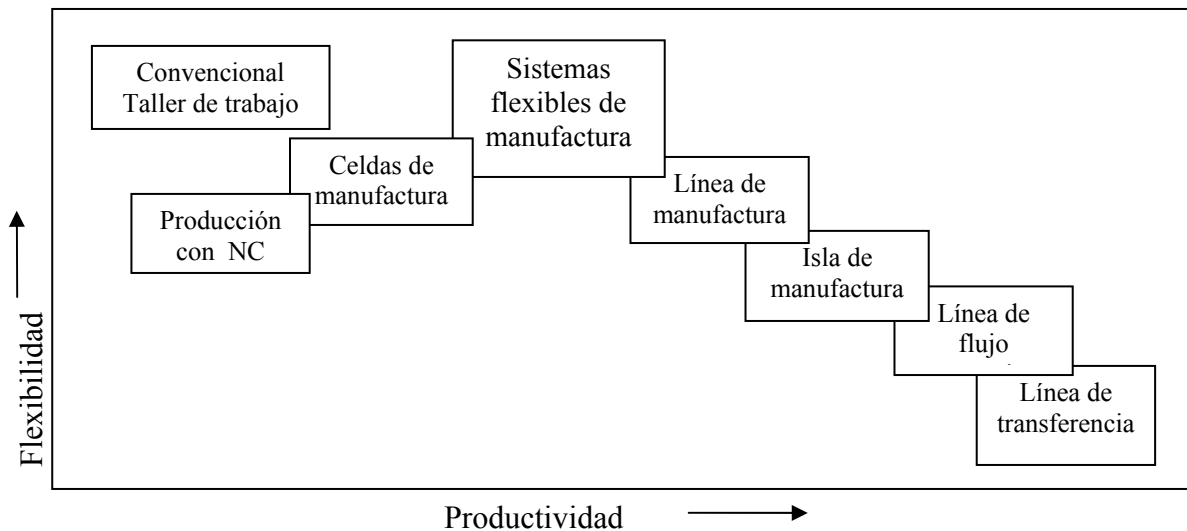 Convencional
Taller de trabajo
Sistemas
flexibles de
manufactura
Celdas de
manufactura
Producción
con NC
Línea de
manufactura
Isla de
manufactura
Línea de
flujo
Línea de
transferencia
Flexibilidad
Productividad